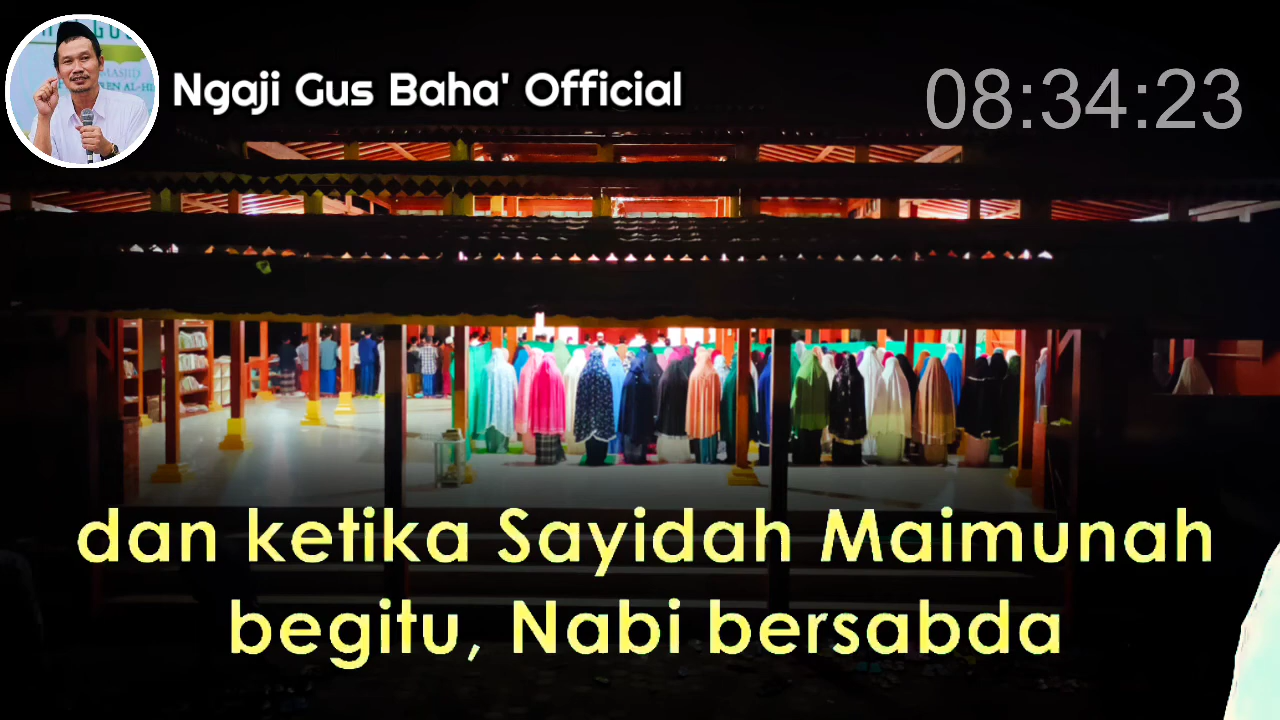 Ngaji Gus Baha' Official
08:34:23
dan ketika Sayidah Maimunah
begitu, Nabi bersabda